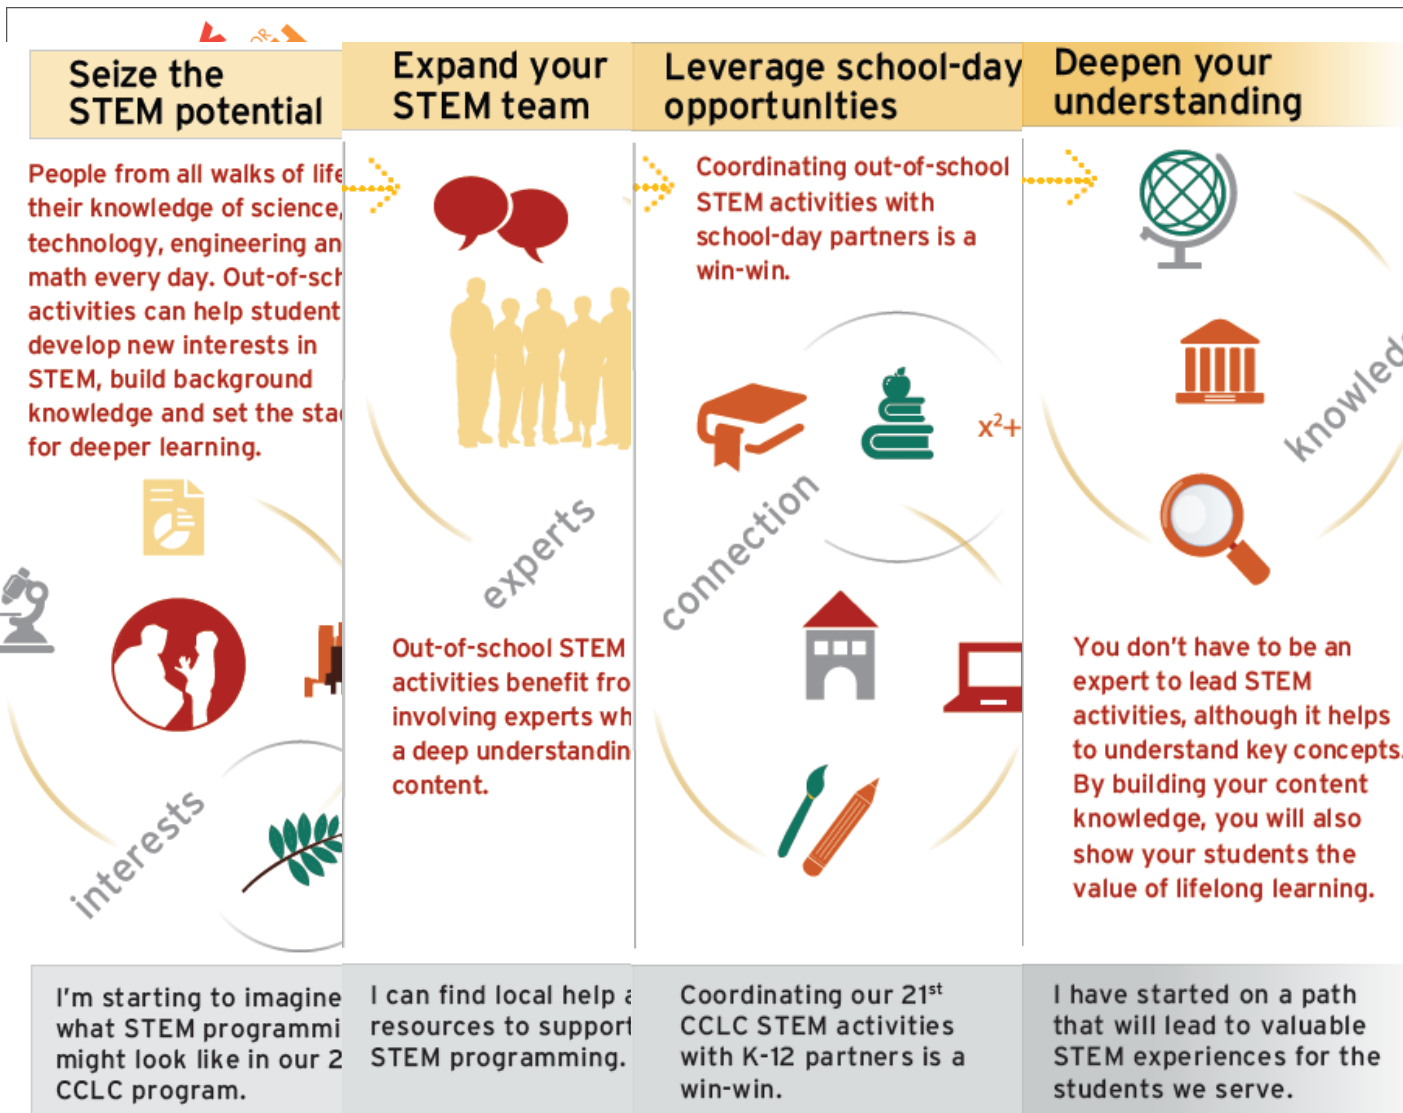 OR
Seize the
STEM potential
People from all walks of life
their knowledge of science,
technology, engineering an
math every day. Out-of-sch
activities can help student
develop new interests in
STEM, build background
knowledge and set the sta
for deeper learning.
interests
I'm starting to imagine
what STEM programmi
might look like in our 2
CCLC program.
Expand your
STEM team
experts
Out-of-school STEM
activities benefit fro
involving experts wh
a deep understandin
content.
I can find local help a
resources to support
STEM programming.
Leverage school-day
opportunIties
Coordinating out-of-school
STEM activities with
school-day partners is a
win-win.
x²+
connection
Coordinating our 21st
CCLC STEM activities
with K-12 partners is a
win-win.
Deepen your
understanding
knowled
You don't have to be an
expert to lead STEM
activities, although it helps
to understand key concepts.
By building your content
knowledge, you will also
show your students the
value of lifelong learning.
I have started on a path
that will lead to valuable
STEM experiences for the
students we serve.